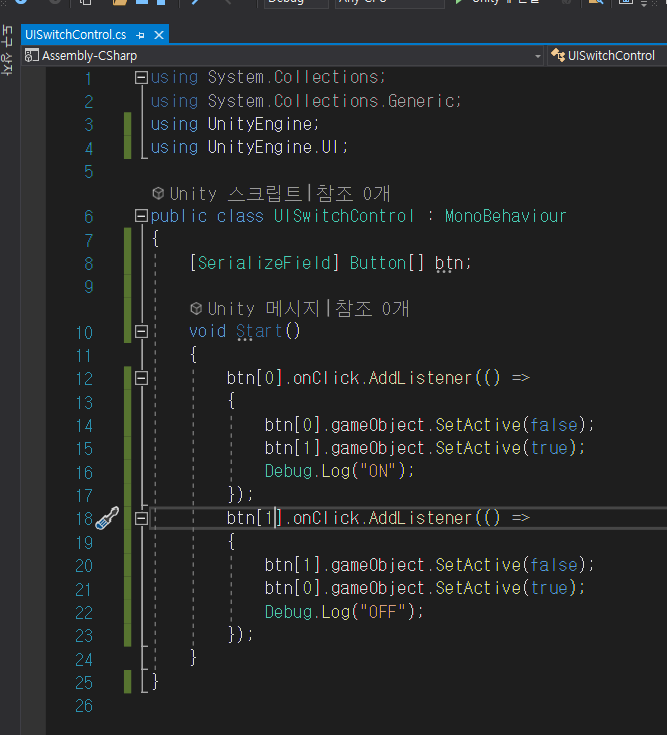 Debug
Any CPU
Unity
UISwitchControl.cs
도구 상자
Assembly-CSharp
UISwitchControl
1 using System.Collections;
2 using System.Collections.Generic;
3 using UnityEngine;
4 using UnityEngine.UI;
5
Unity 스크립트|참조 0개
6 public class UISwitchControl : MonoBehaviour
7 {
8 [SerializeField] Button[] btn;
9
Unity 메시지|참조 0개
10 void Start()
11 {
12 btn[0].onClick.AddListener(() =>
13 {
14 btn[0].gameObject.SetActive(false);
15 btn[1].gameObject.SetActive(true);
16 Debug.Log("ON");
17 });
18 btn[1].onClick.AddListener(() =>
19 {
20 btn[1].gameObject.SetActive(false);
21 btn[0].gameObject.SetActive(true);
22 Debug.Log("OFF");
23 });
24 }
25 }
26